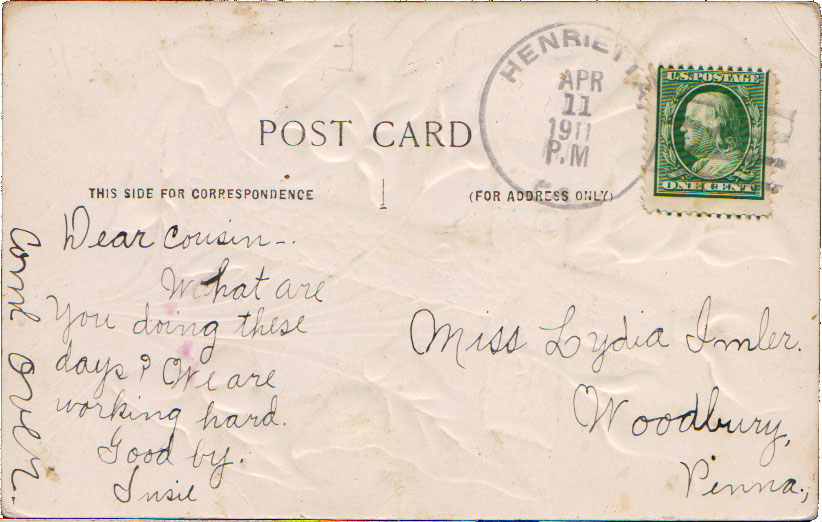 POST CARD
THIS SIDE FOR CORRESPONDENCE
(FOR ADDRESS ONLY)
HENRIETTA
APR
11
1911
P.M
U.S. POSTAGE
ONE CENT
Dear Cousin-.
What are
you doing these
days? We are
working hard.
Good by.
Susie
Come Over.
Miss Lydia Imler.
Woodbury,
Penna.,